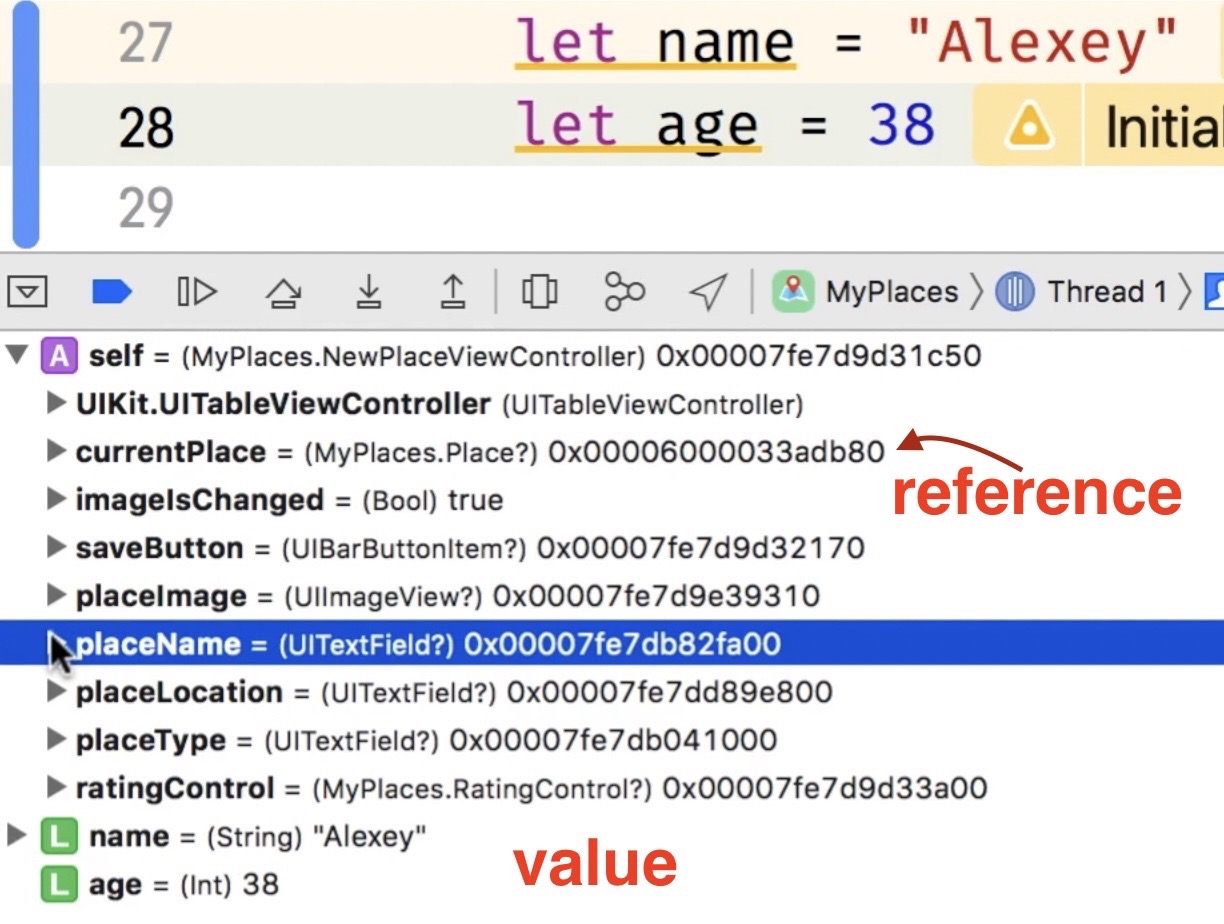 27 let name = "Alexey"
28 let age = 38 Initial
29
MyPlaces 〉 Thread 1 〉
A self = (MyPlaces.NewPlaceViewController) 0x00007fe7d9d31c50
UIKit.UITableViewController (UITableViewController)
currentPlace = (MyPlaces.Place?) 0x00006000033adb80
reference
imageIsChanged = (Bool) true
saveButton = (UIBarButtonItem?) 0x00007fe7d9d32170
placeImage = (UIImageView?) 0x00007fe7d9e39310
placeName = (UITextField?) 0x00007fe7db82fa00
placeLocation = (UITextField?) 0x00007fe7dd89e800
placeType = (UITextField?) 0x00007fe7db041000
ratingControl = (MyPlaces.RatingControl?) 0x00007fe7d9d33a00
L name = (String) "Alexey"
value
L age = (Int) 38